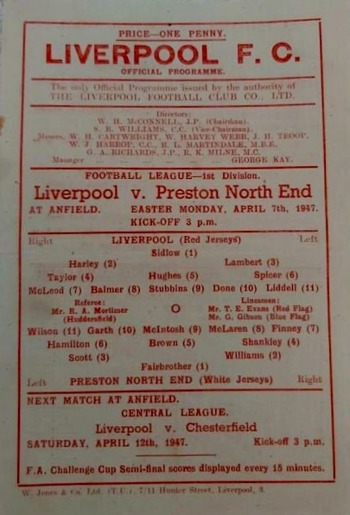 PRICE—ONE PENNY.
LIVERPOOL F. C.
OFFICIAL PROGRAMME.
The only Official Programme issued by the authority of
THE LIVERPOOL FOOTBALL CLUB CO., LTD.
Directors:
W. H. McCONNELL, J.P. (Chairman).
S. R. WILLIAMS, C.C. (Vice-Chairman).
Messrs. W. H. CARTWRIGHT, W. HARVEY WEBB, J. H. TROOP,
W. J. HARROP, C.C., R. L. MARTINDALE, M.B.E.
G. A. RICHARDS, J.P., R. K. MILNE, M.C.
Manager ... ... ... ... GEORGE KAY.
FOOTBALL LEAGUE—1st Division.
Liverpool v. Preston North End
AT ANFIELD. EASTER MONDAY, APRIL 7th, 1947.
KICK-OFF 3 p.m.
Right LIVERPOOL (Red Jerseys) Left
Sidlow (1)
Harley (2) Lambert (3)
Taylor (4) Hughes (5) Spicer (6)
McLeod (7) Balmer (8) Stubbins (9) Done (10) Liddell (11)
Referee: Linesmen:
Mr. R. A. Mortimer O Mr. T. E. Evans (Red Flag)
(Huddersfield) Mr. G. Gibson (Blue Flag)
Wilson (11) Garth (10) McIntosh (9) McLaren (8) Finney (7)
Hamilton (6) Brown (5) Shankley (4)
Scott (3) Williams (2)
Fairbrother (1)
Left PRESTON NORTH END (White Jerseys) Right
NEXT MATCH AT ANFIELD.
CENTRAL LEAGUE.
Liverpool v. Chesterfield
SATURDAY, APRIL 12th, 1947. Kick-off 3 p.m.
F.A. Challenge Cup Semi-final scores displayed every 15 minutes.
W. Jones & Co. Ltd. (T.U.), 7/11 Hunter Street, Liverpool, 3.